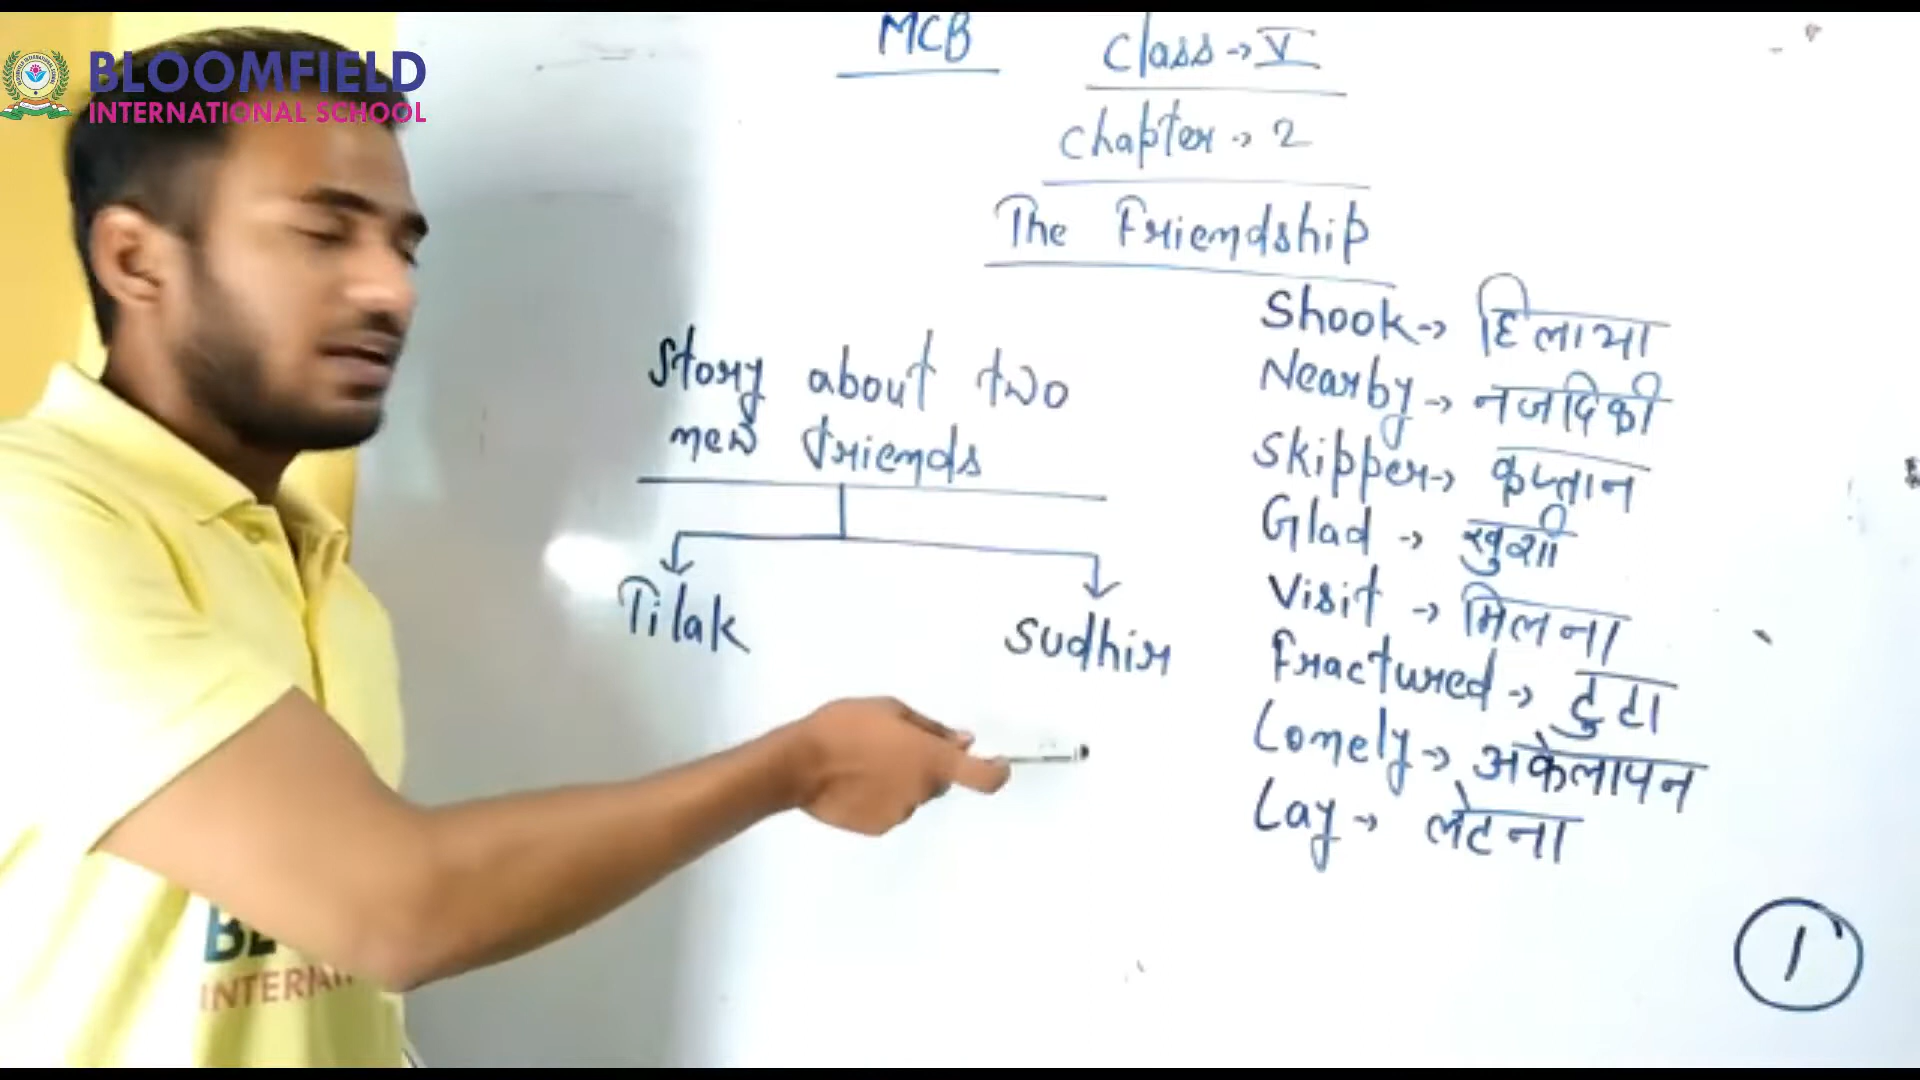 BLOOMFIELD
INTERNATIONAL SCHOOL
MCB
Class → V
Chapter → 2
The Friendship
Story about two
new friends
Tilak
Sudhir
Shook → हिलाया
Nearby → नजदिकी
Skipper → कप्तान
Glad → खुशी
Visit → मिलना
Fractured → टुटा
Lonely → अकेलापन
Lay → लेटना
1
INTERNA